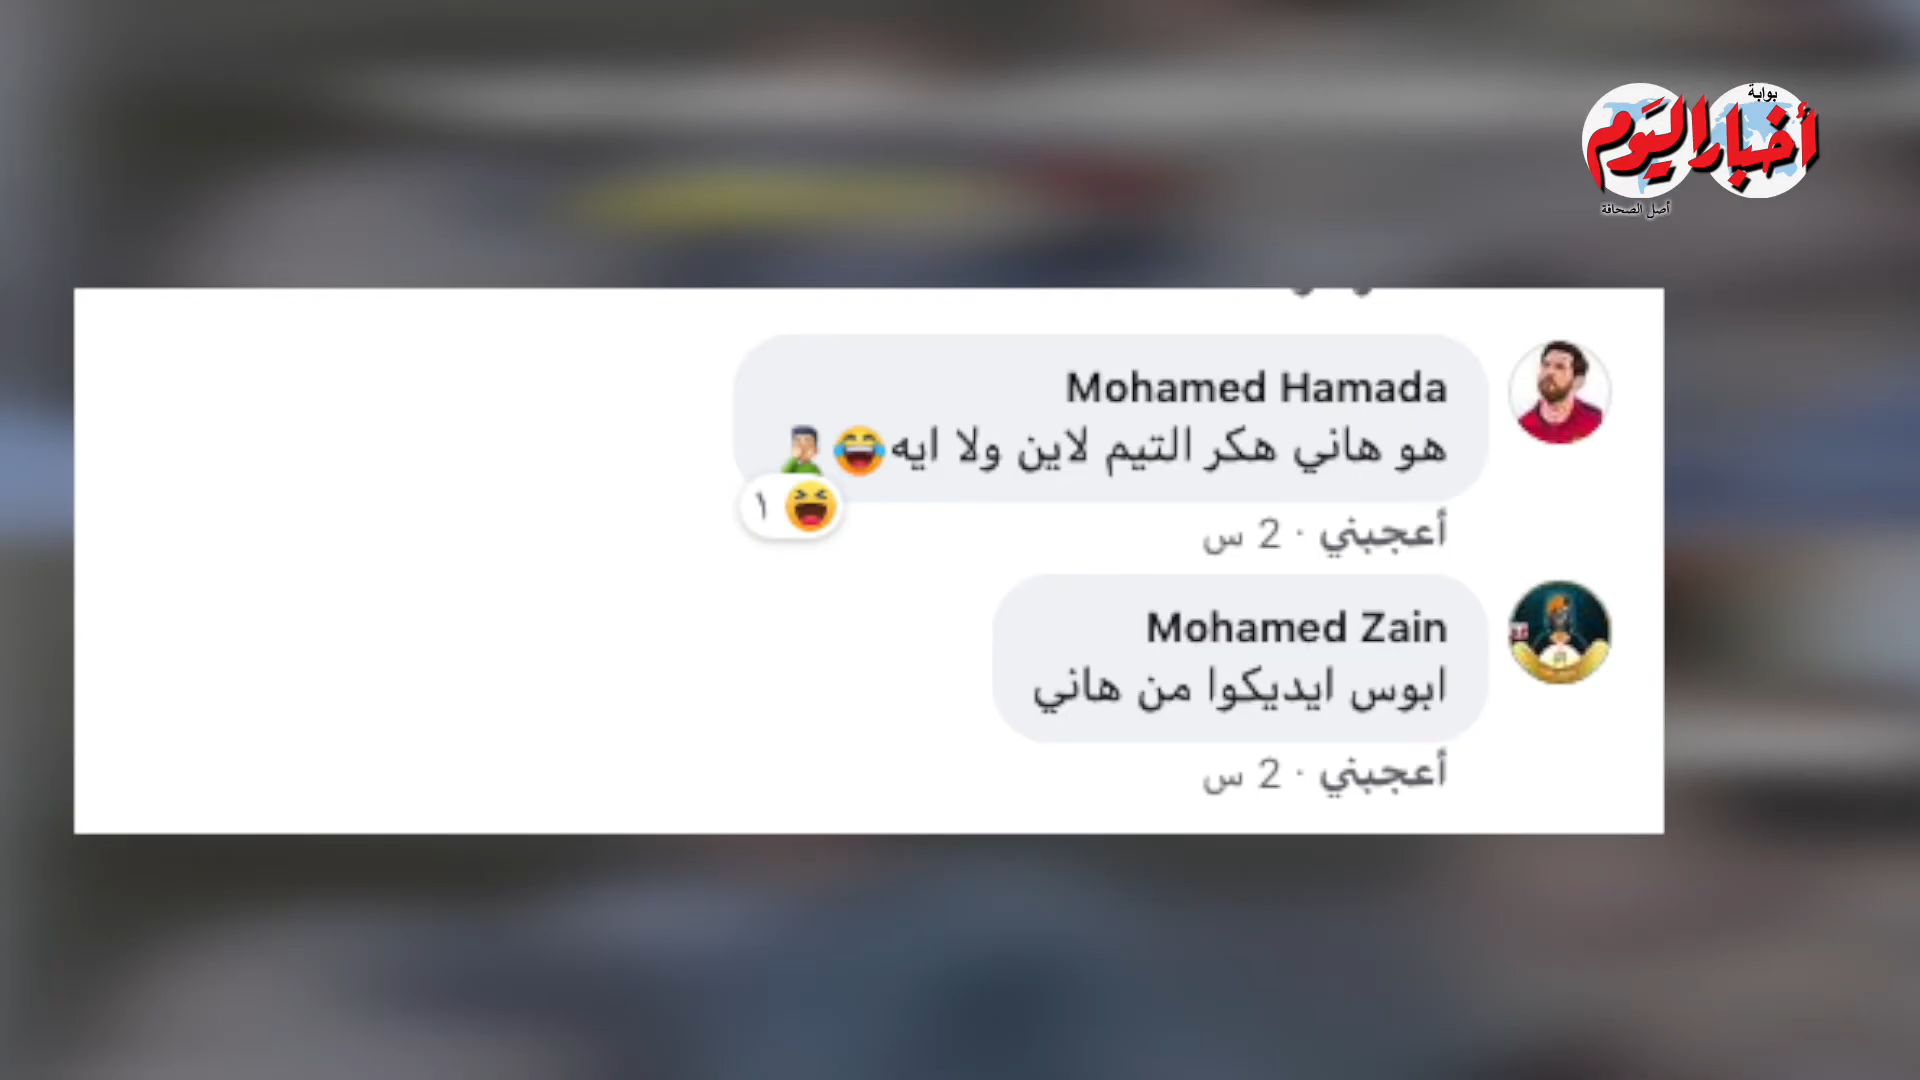 بوابة
أخبار اليوم
أصل الصحافة
Mohamed Hamada
هو هاني هكر التيم لاين ولا ايه😂🤦‍♂️
😆 ١
أعجبني · 2 س
Mohamed Zain
ابوس ايديكوا من هاني
أعجبني · 2 س